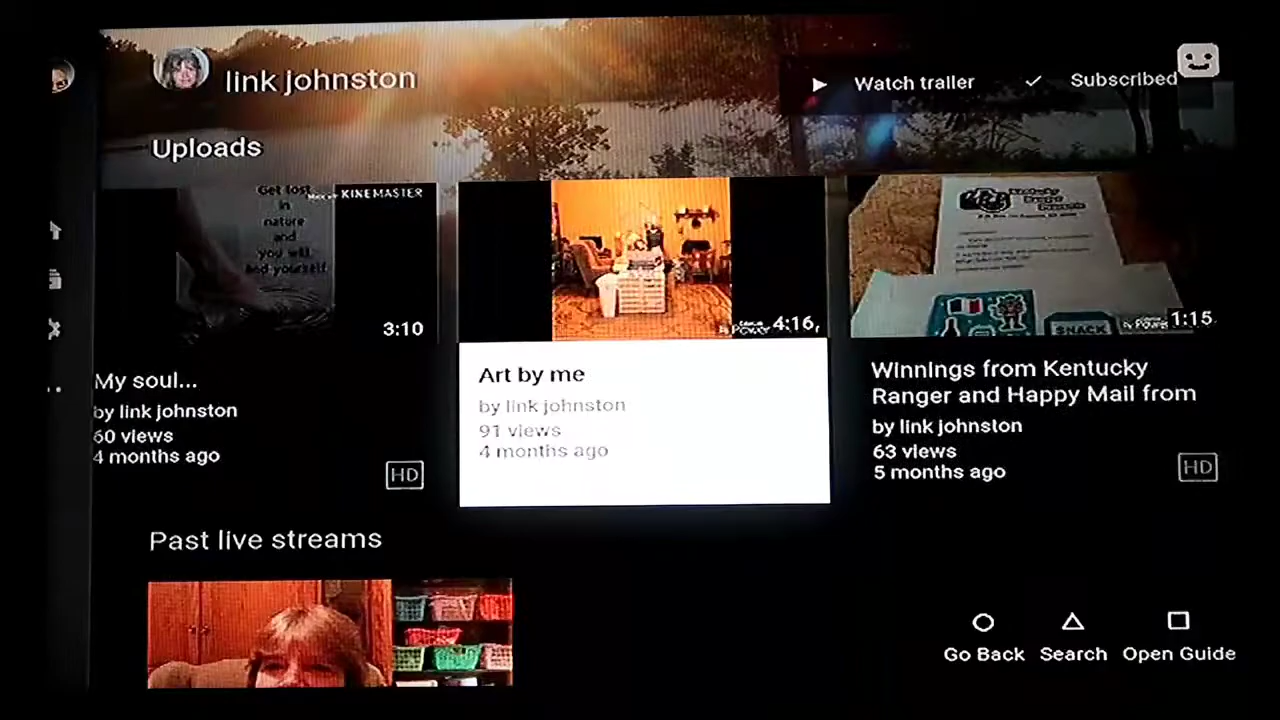 link johnston
Watch trailer
Subscribed
Uploads
Get lost
in
nature
and
you will
find yourself
KINEMASTER
3:10
4:16
Kentucky
Ranger
SNACK
1:15
My soul...
by link johnston
60 views
4 months ago
HD
Art by me
by link johnston
91 views
4 months ago
Winnings from Kentucky
Ranger and Happy Mail from
by link johnston
63 views
5 months ago
HD
Past live streams
Go Back
Search
Open Guide